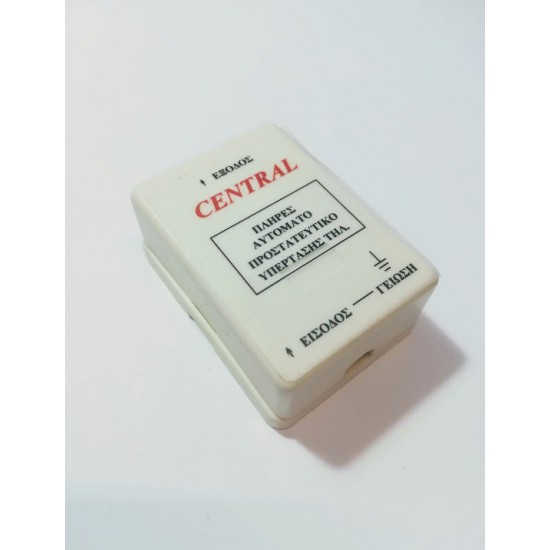 ΕΞΟΔΟΣ
CENTRAL
ΠΛΗΡΕΣ
ΑΥΤΟΜΑΤΟ
ΠΡΟΣΤΑΤΕΥΤΙΚΟ
ΥΠΕΡΤΑΣΗΣ ΤΗΛ.
ΕΙΣΟΔΟΣ — ΓΕΙΩΣΗ